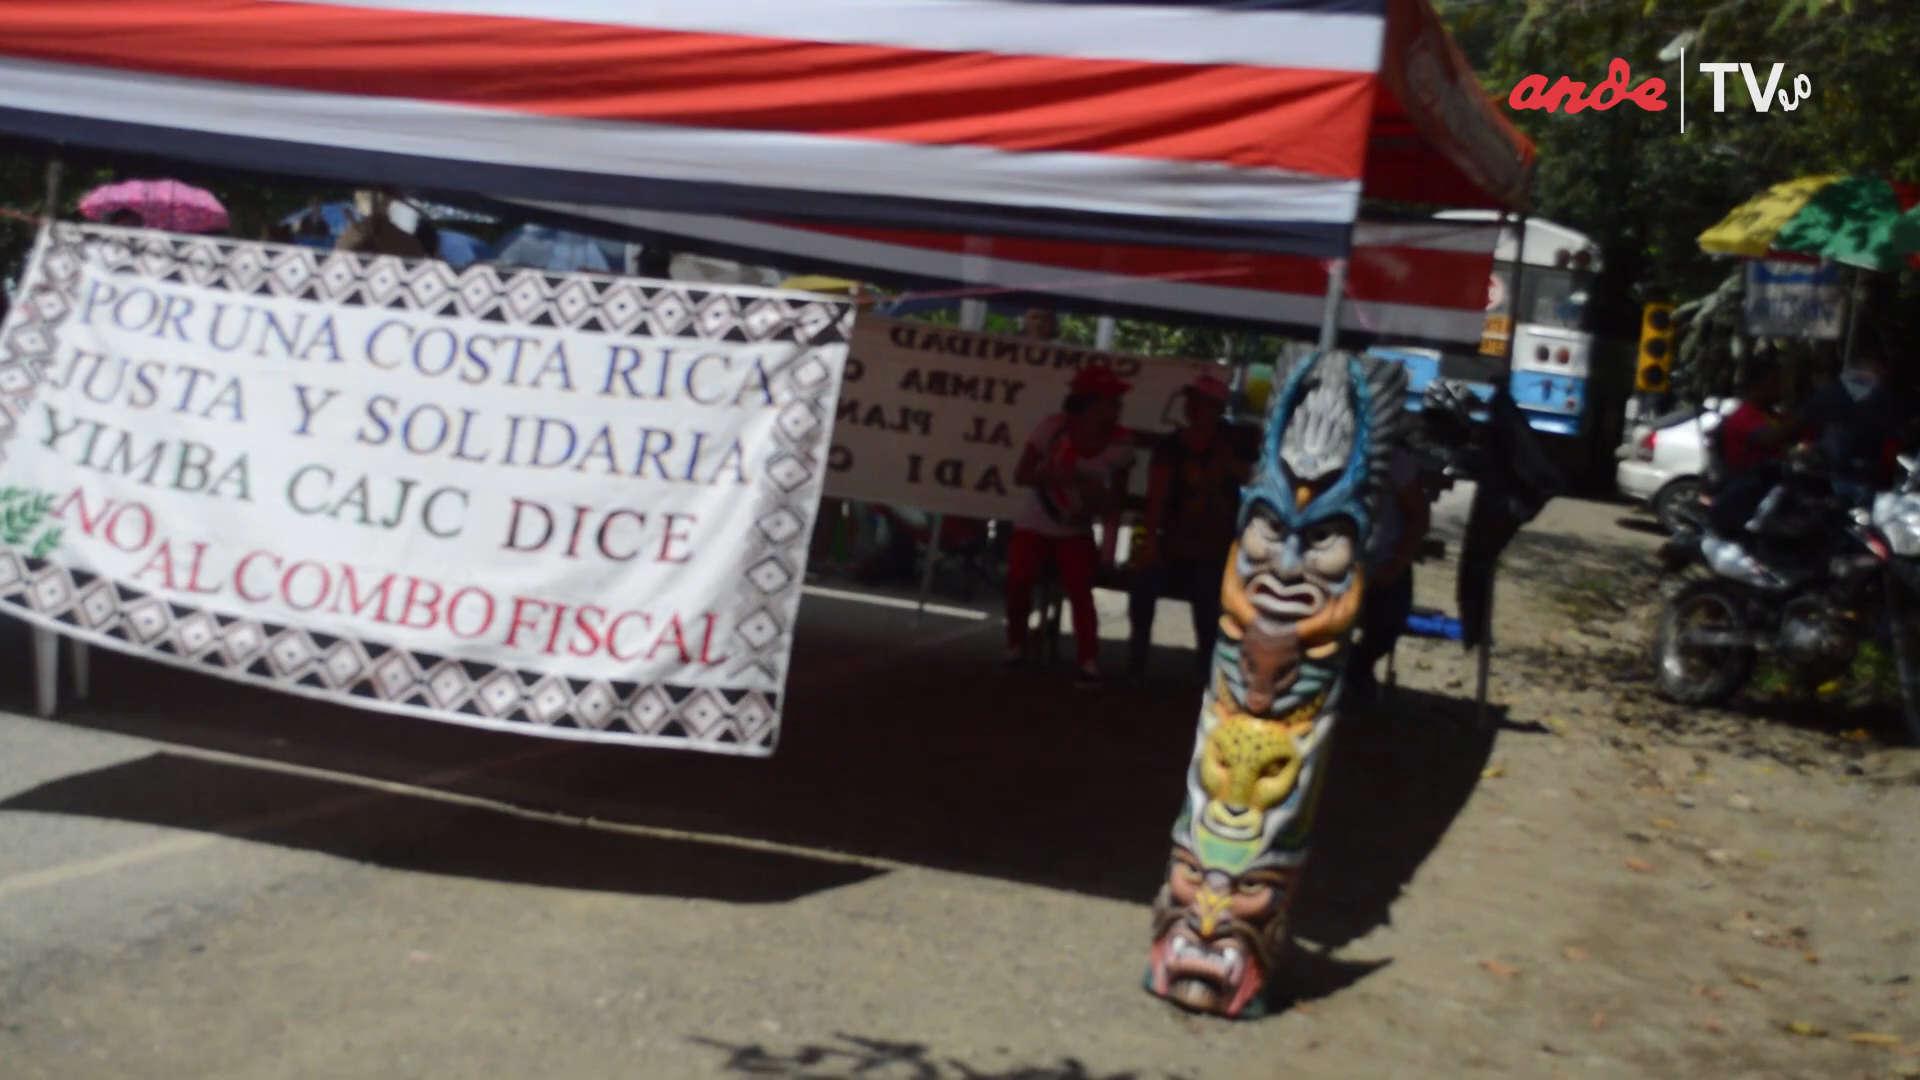 ande TV
POR UNA COSTA RICA
JUSTA Y SOLIDARIA
YIMBA CAJC DICE
NO AL COMBO FISCAL
COMUNIDAD
YIMBA C
AL PLAN
ADI C